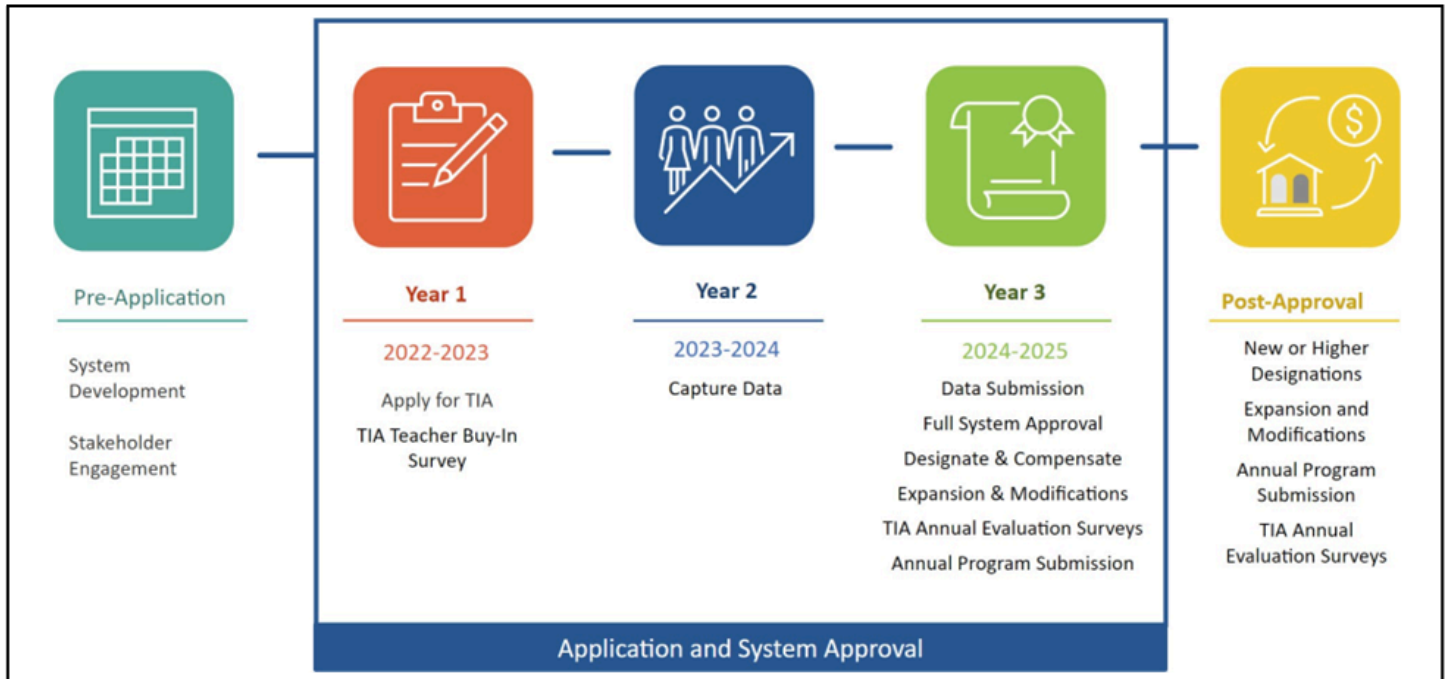 Pre-Application
System
Development
Stakeholder
Engagement
Year 1
2022-2023
Apply for TIA
TIA Teacher Buy-In
Survey
Year 2
2023-2024
Capture Data
Year 3
2024-2025
Data Submission
Full System Approval
Designate & Compensate
Expansion & Modifications
TIA Annual Evaluation Surveys
Annual Program Submission
$
Post-Approval
New or Higher
Designations
Expansion and
Modifications
Annual Program
Submission
TIA Annual
Evaluation Surveys
Application and System Approval